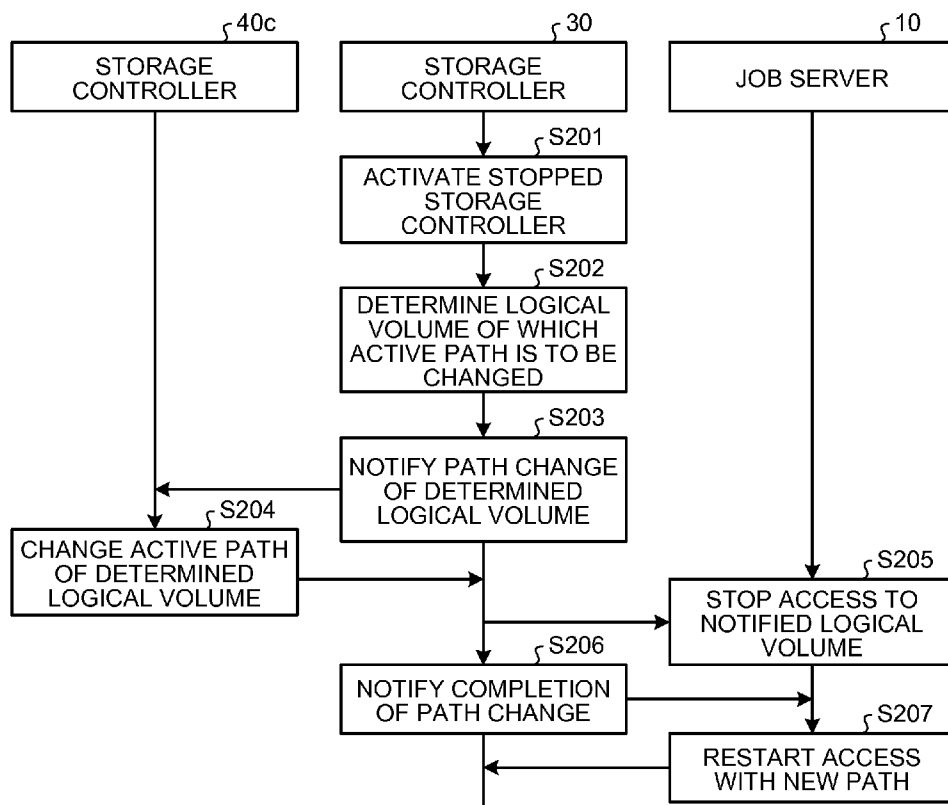 40c
STORAGE
CONTROLLER
30
STORAGE
CONTROLLER
10
JOB SERVER
S201
ACTIVATE STOPPED
STORAGE
CONTROLLER
S202
DETERMINE LOGICAL
VOLUME OF WHICH
ACTIVE PATH IS TO BE
CHANGED
S203
NOTIFY PATH CHANGE
OF DETERMINED
LOGICAL VOLUME
S204
CHANGE ACTIVE PATH
OF DETERMINED
LOGICAL VOLUME
S205
STOP ACCESS TO
NOTIFIED LOGICAL
VOLUME
S206
NOTIFY COMPLETION
OF PATH CHANGE
S207
RESTART ACCESS
WITH NEW PATH